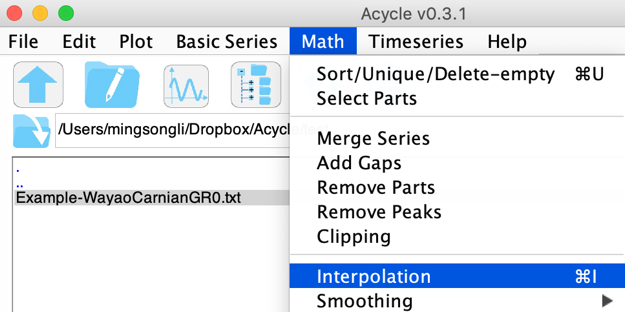 Acycle v0.3.1
File Edit Plot Basic Series Math Timeseries Help
Sort/Unique/Delete-empty ⌘U
Select Parts
/Users/mingsongli/Dropbox/Acycle/
Merge Series
.
Add Gaps
..
Remove Parts
Example-WayaoCarnianGR0.txt
Remove Peaks
Clipping
Interpolation ⌘I
Smoothing ▶